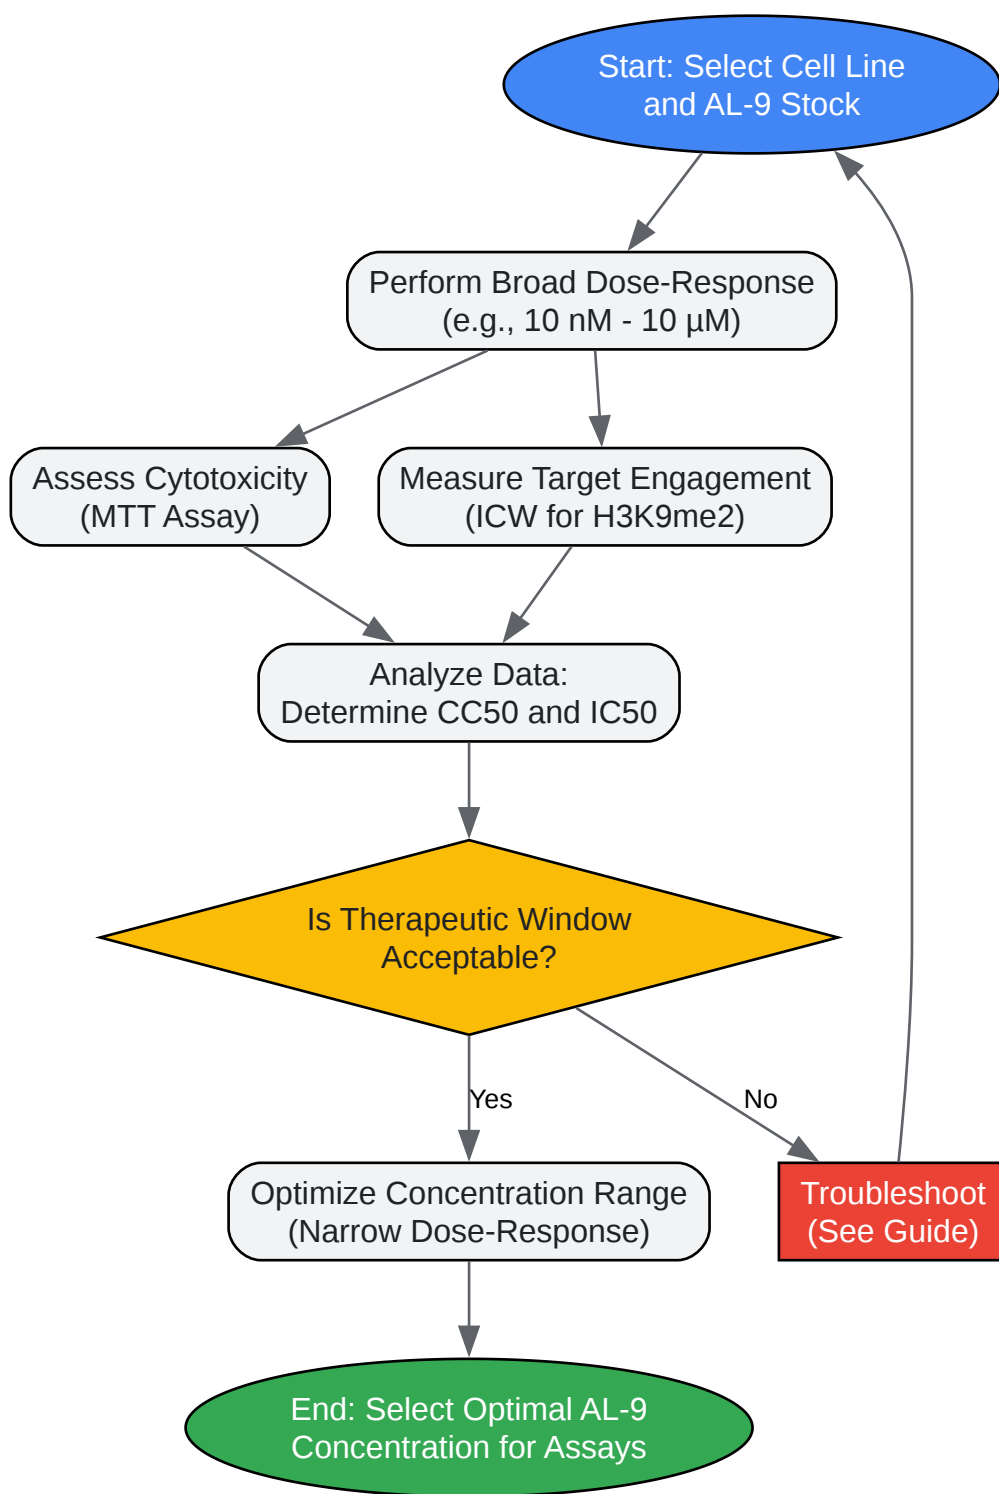 Start: Select Cell Line
and AL-9 Stock
Perform Broad Dose-Response
(e.g., 10 nM - 10 µM)
Assess Cytotoxicity
(MTT Assay)
Measure Target Engagement
(ICW for H3K9me2)
Analyze Data:
Determine CC50 and IC50
Is Therapeutic Window
Acceptable?
Yes
No
Optimize Concentration Range
(Narrow Dose-Response)
Troubleshoot
(See Guide)
End: Select Optimal AL-9
Concentration for Assays